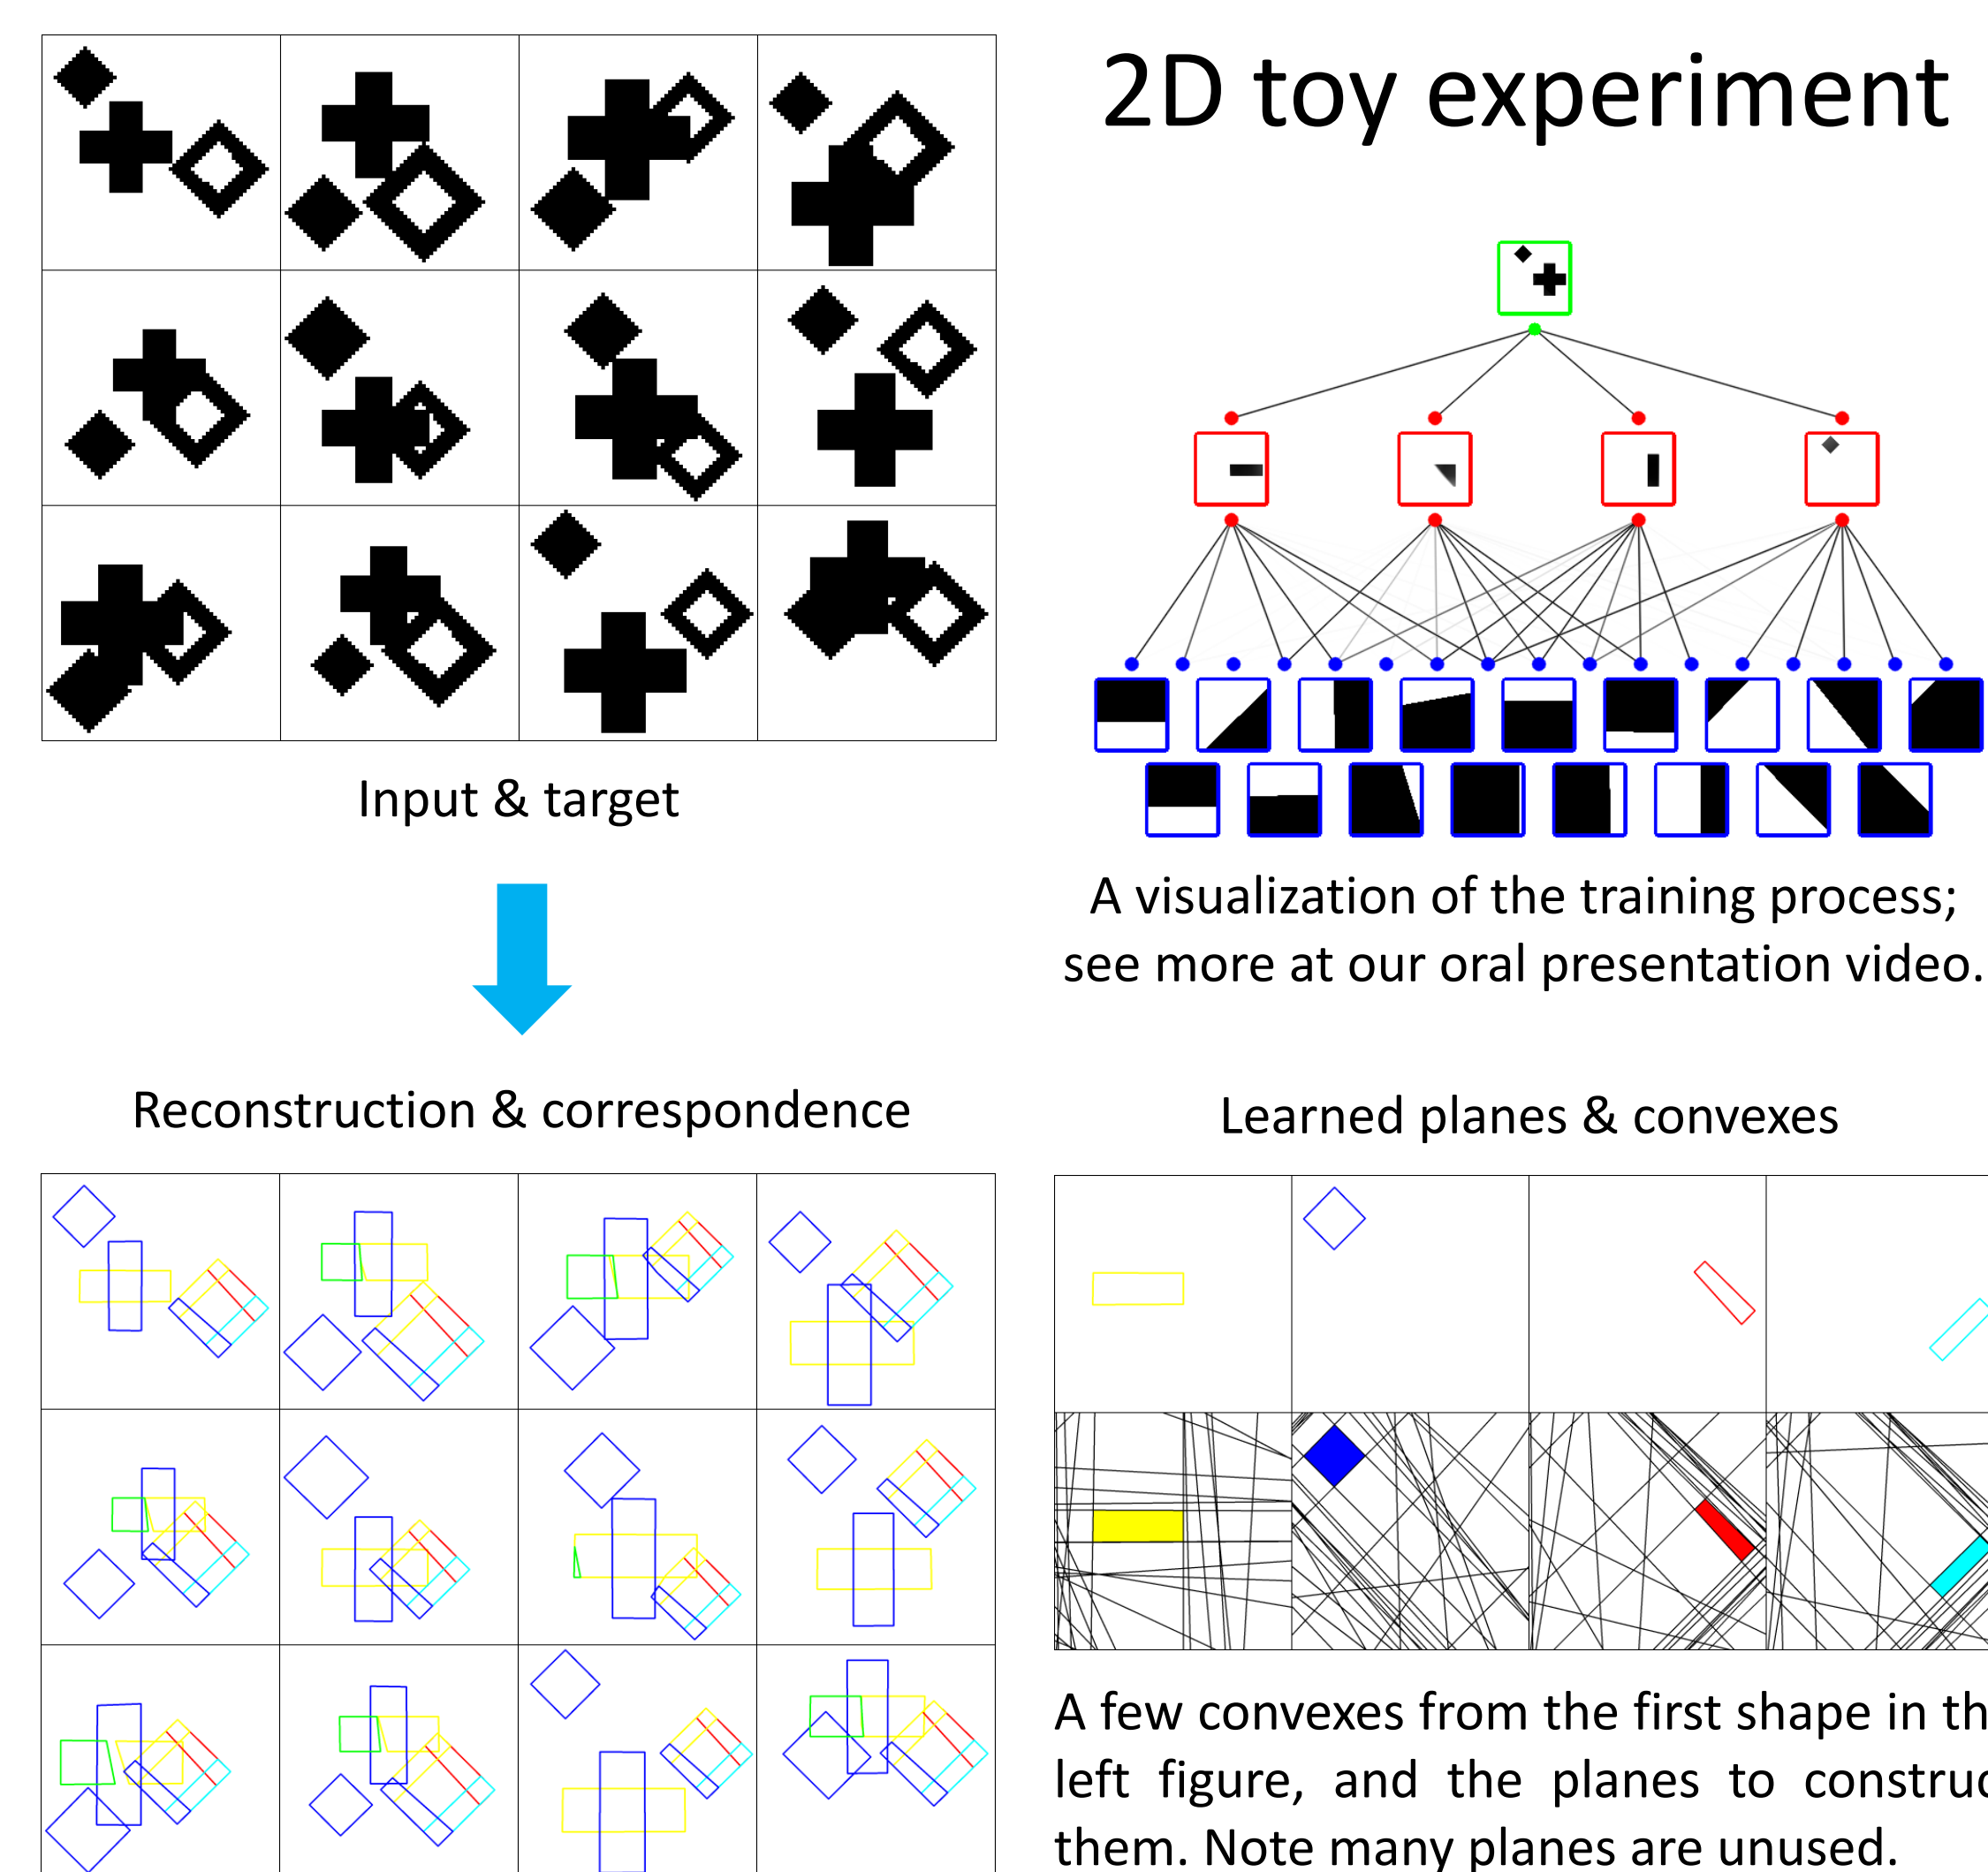 2D toy experiment
Input & target
A visualization of the training process;
see more at our oral presentation video.
Reconstruction & correspondence
Learned planes & convexes
A few convexes from the first shape in
left figure, and the planes to
them. Note many planes are unused.